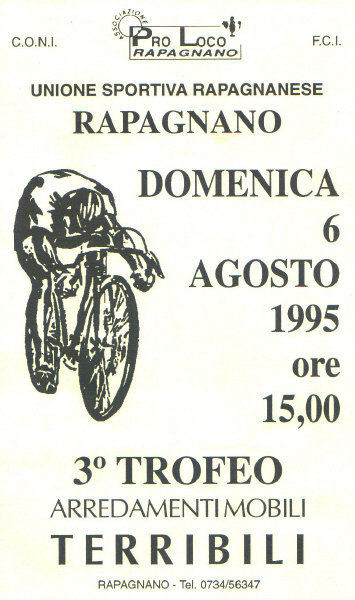 C.O.N.I.
ASSOCIAZIONE
PRO LOCO
RAPAGNANO
F.C.I.
UNIONE SPORTIVA RAPAGNANESE
RAPAGNANO
DOMENICA
6
AGOSTO
1995
ore
15,00
3º TROFEO
ARREDAMENTI MOBILI
TERRIBILI
RAPAGNANO - Tel. 0734/56347